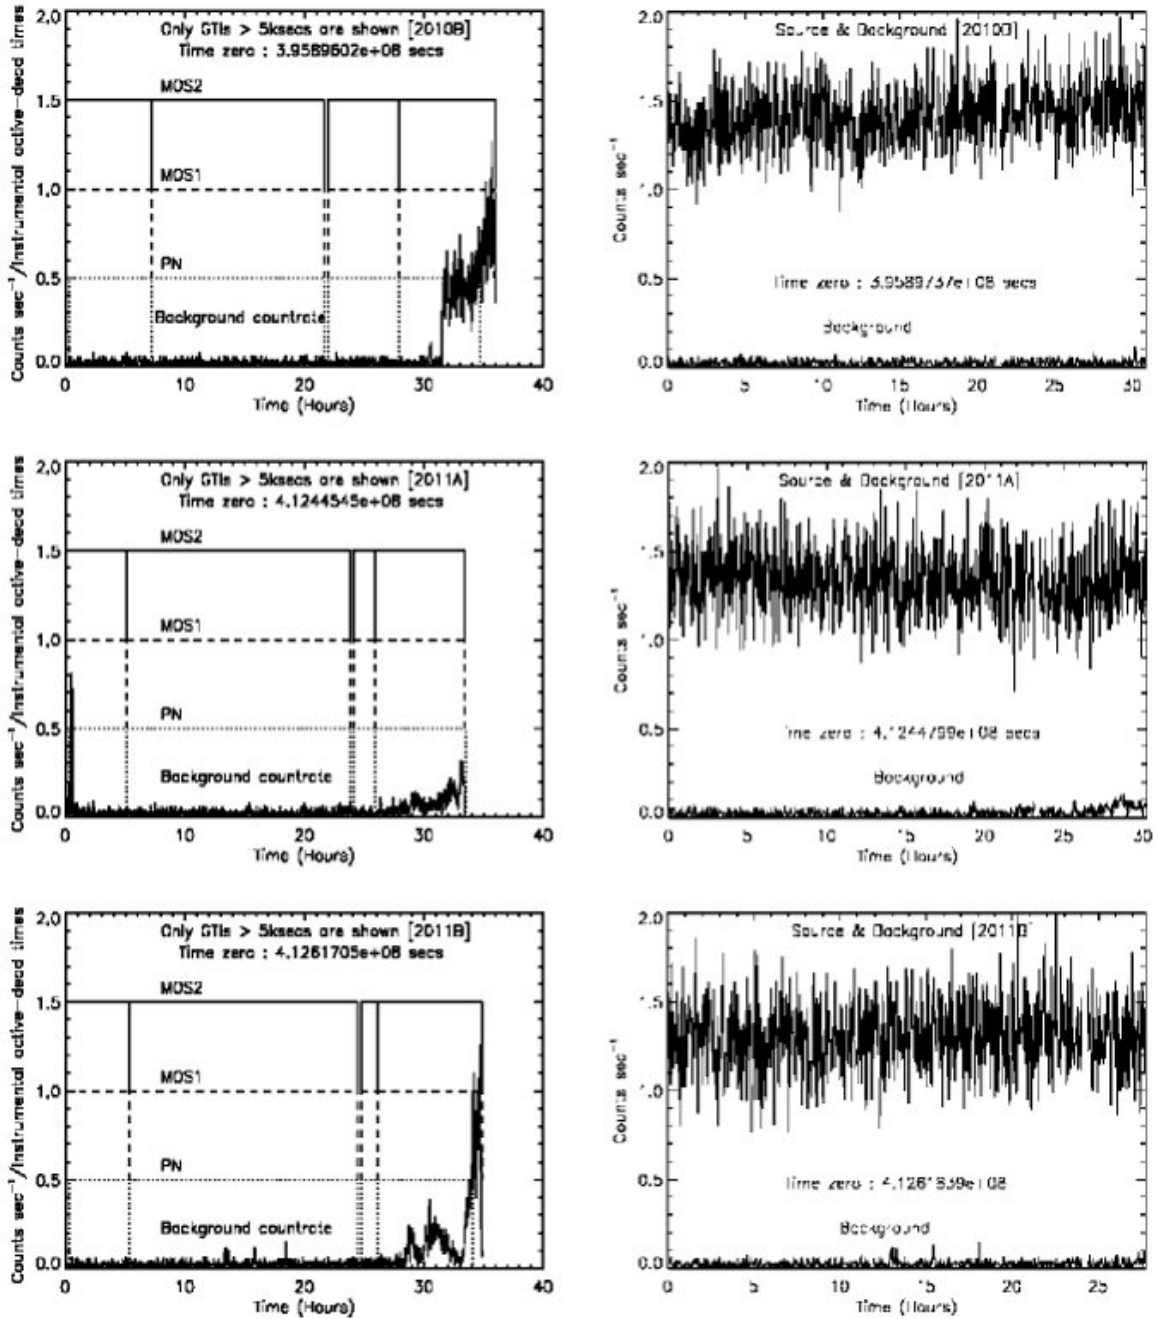 Only GTIs > 5kseas are shown [2010B]
Time zero : 3.9589602e+08 secs
MOS2
MOS1
PN
Background countrate
Counts sec⁻¹/Instrumental active-dead times
2.0
1.5
1.0
0.5
0.0
0 10 20 30 40
Time (Hours)
Source & Background [2010B]
Time zero : 3.9589737e+08 secs
Background
Counts sec⁻¹
2.0
1.5
1.0
0.5
0.0
0 5 10 15 20 25 30
Time (Hours)
Only GTIs > 5kseas are shown [2011A]
Time zero : 4.1244545e+08 secs
MOS2
MOS1
PN
Background countrate
Counts sec⁻¹/Instrumental active-dead times
2.0
1.5
1.0
0.5
0.0
0 10 20 30 40
Time (Hours)
Source & Background [2011A]
Time zero : 4.1244799e+08 secs
Background
Counts sec⁻¹
2.0
1.5
1.0
0.5
0.0
0 5 10 15 20 25 30
Time (Hours)
Only GTIs > 5kseas are shown [2011B]
Time zero : 4.1261705e+08 secs
MOS2
MOS1
PN
Background countrate
Counts sec⁻¹/Instrumental active-dead times
2.0
1.5
1.0
0.5
0.0
0 10 20 30 40
Time (Hours)
Source & Background [2011B]
Time zero : 4.1261839e+08
Background
Counts sec⁻¹
2.0
1.5
1.0
0.5
0.0
0 5 10 15 20 25
Time (Hours)